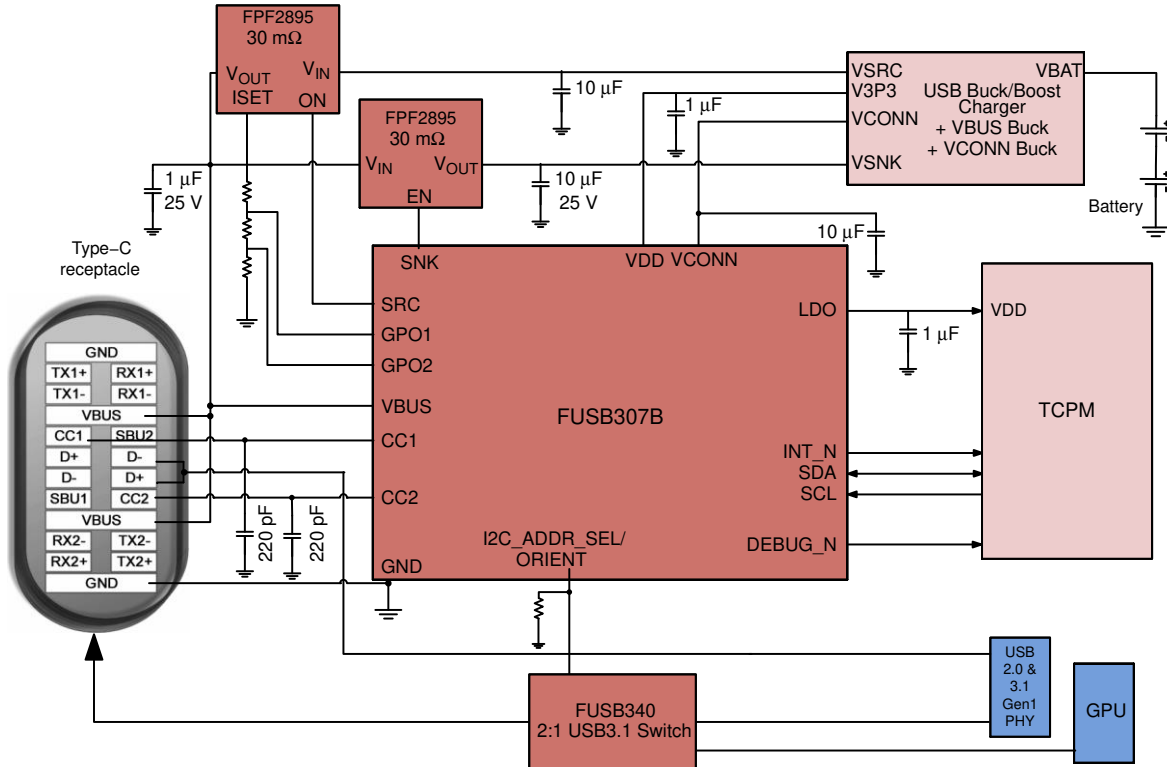 FPF2895
30 mΩ
VOUT
VIN
ISET
ON
FPF2895
30 mΩ
VIN
VOUT
EN
10 μF
1 μF
VSRC
VBAT
V3P3
USB Buck/Boost
Charger
VCONN
+ VBUS Buck
+ VCONN Buck
VSNK
1 μF
25 V
10 μF
25 V
Battery
10 μF
Type−C
receptacle
GND
TX1+
RX1+
TX1-
RX1-
VBUS
CC1
SBU2
D+
D-
D-
D+
SBU1
CC2
VBUS
RX2-
TX2-
RX2+
TX2+
GND
220 pF
220 pF
SNK
VDD
VCONN
SRC
GPO1
GPO2
VBUS
CC1
CC2
GND
FUSB307B
LDO
INT_N
SDA
SCL
DEBUG_N
I2C_ADDR_SEL/
ORIENT
1 μF
VDD
TCPM
FUSB340
2:1 USB3.1 Switch
USB
2.0 &
3.1
Gen1
PHY
GPU